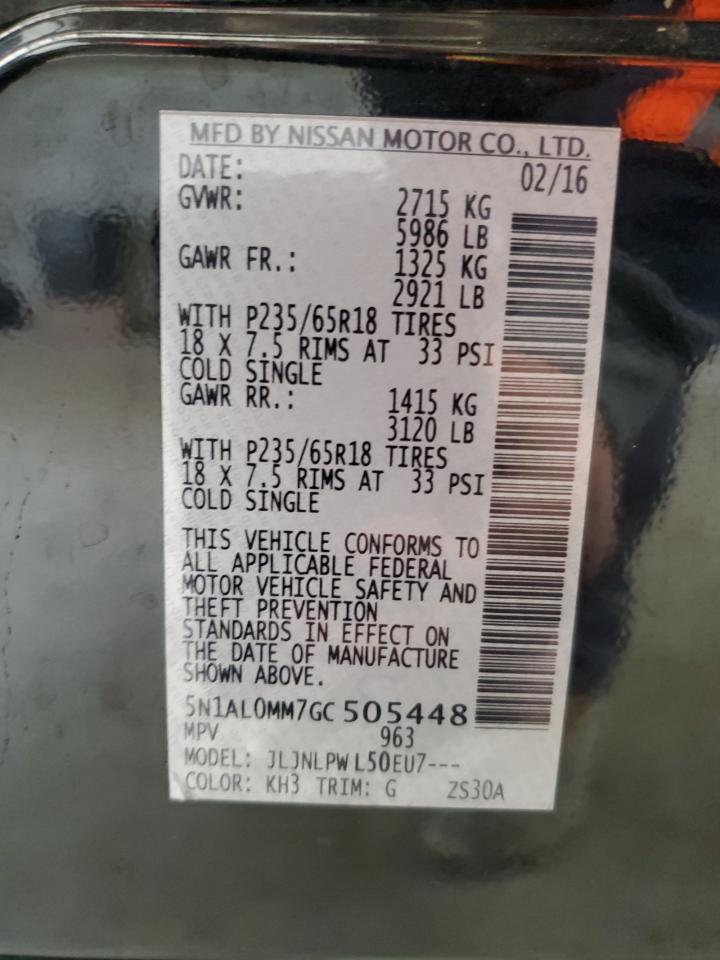 MFD BY NISSAN MOTOR CO., LTD.
DATE: 02/16
GVWR: 2715 KG
5986 LB
GAWR FR.: 1325 KG
2921 LB
WITH P235/65R18 TIRES
18 X 7.5 RIMS AT 33 PSI
COLD SINGLE
GAWR RR.: 1415 KG
3120 LB
WITH P235/65R18 TIRES
18 X 7.5 RIMS AT 33 PSI
COLD SINGLE
THIS VEHICLE CONFORMS TO
ALL APPLICABLE FEDERAL
MOTOR VEHICLE SAFETY AND
THEFT PREVENTION
STANDARDS IN EFFECT ON
THE DATE OF MANUFACTURE
SHOWN ABOVE.
5N1AL0MM7GC 505448
MPV 963
MODEL: JLJNLPW L50EU7---
COLOR: KH3 TRIM: G ZS30A